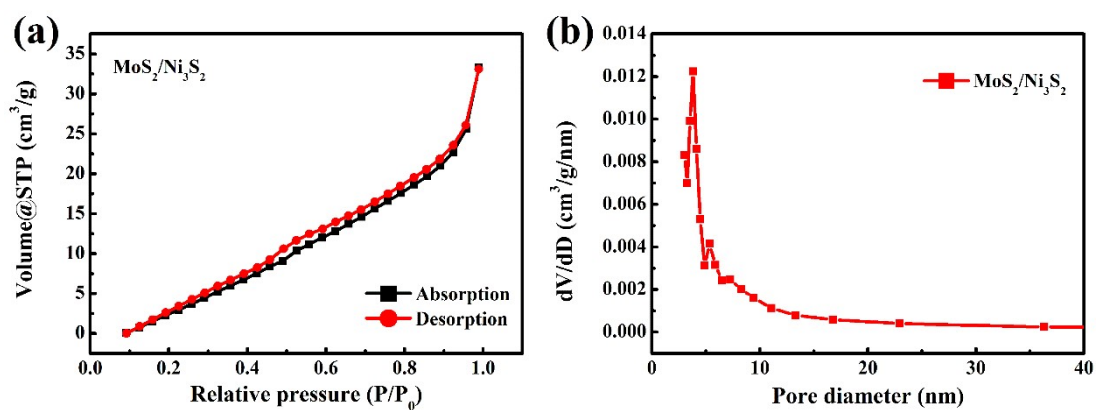 (a)
MoS₂/Ni₃S₂
Volume@STP (cm³/g)
35
30
25
20
15
10
5
0
Absorption
Desorption
0.0 0.2 0.4 0.6 0.8 1.0
Relative pressure (P/P₀)
(b)
MoS₂/Ni₃S₂
dV/dD (cm³/g/nm)
0.014
0.012
0.010
0.008
0.006
0.004
0.002
0.000
0 10 20 30 40
Pore diameter (nm)